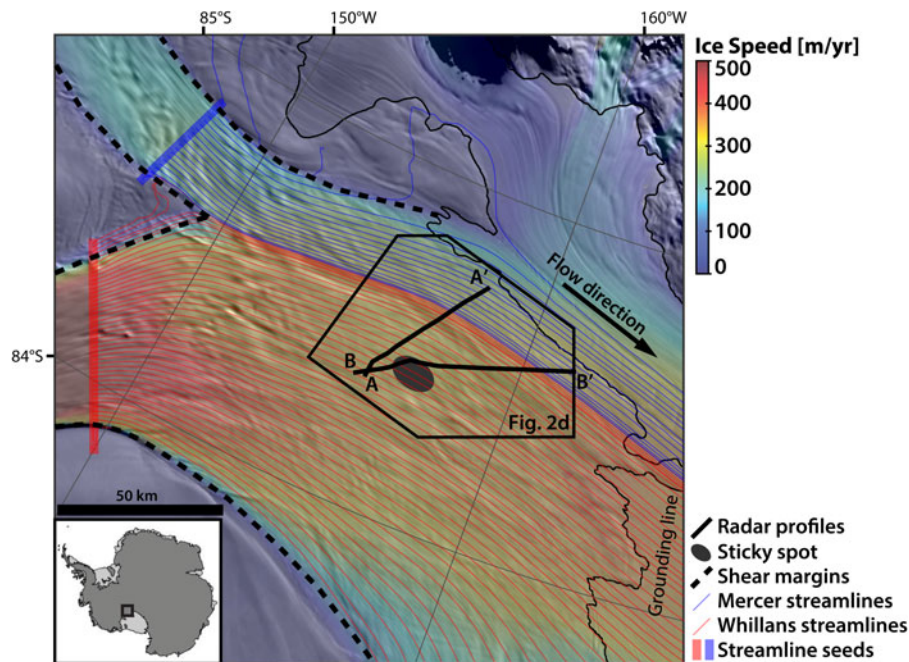 85°S 150°W 160°W
Ice Speed [m/yr]
500
400
300
200
100
0
Flow direction
A'
84°S
B
A
B'
Fig. 2d
50 km
Grounding line
Radar profiles
Sticky spot
Shear margins
Mercer streamlines
Whillans streamlines
Streamline seeds